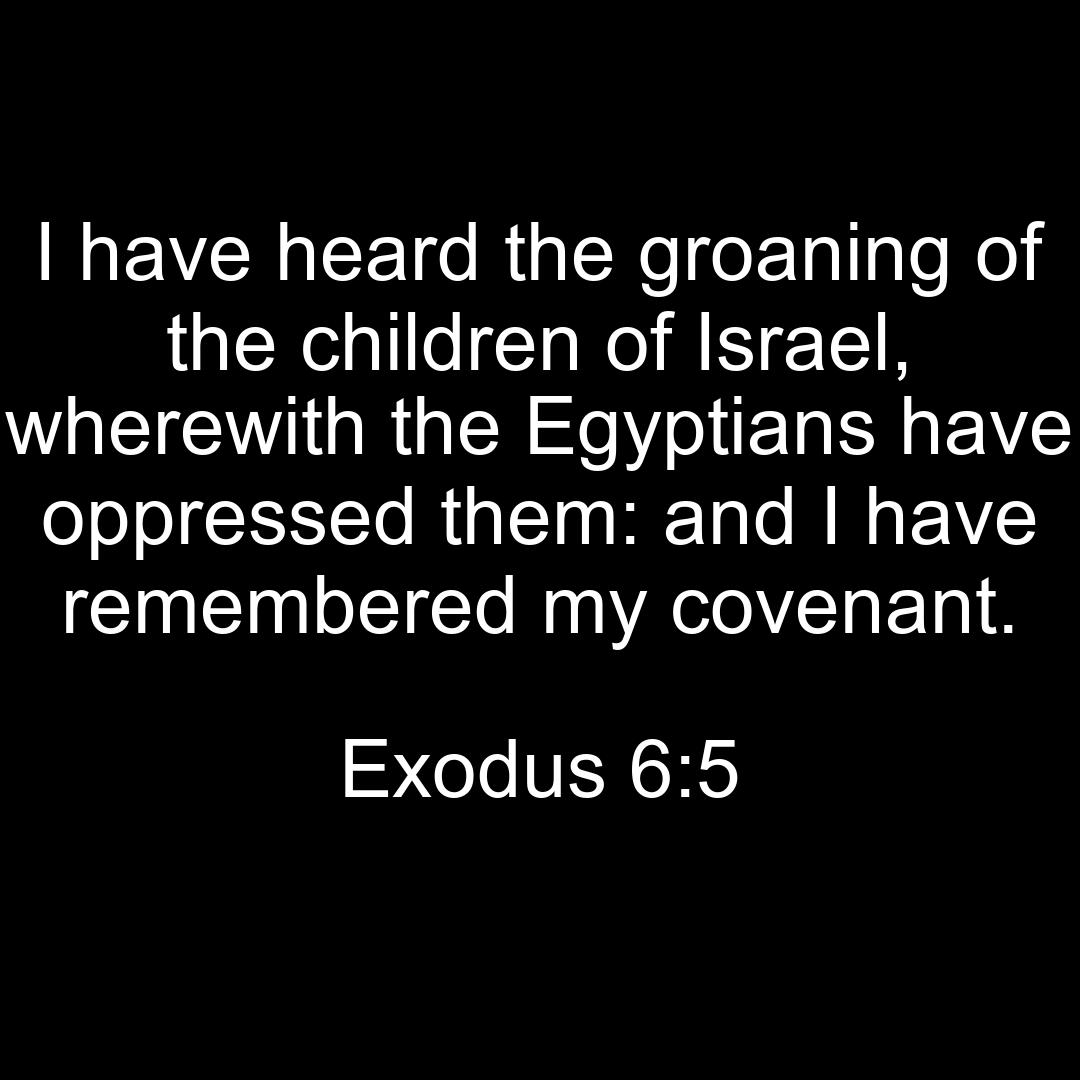 I have heard the groaning of
the children of Israel,
wherewith the Egyptians have
oppressed them: and I have
remembered my covenant.
Exodus 6:5